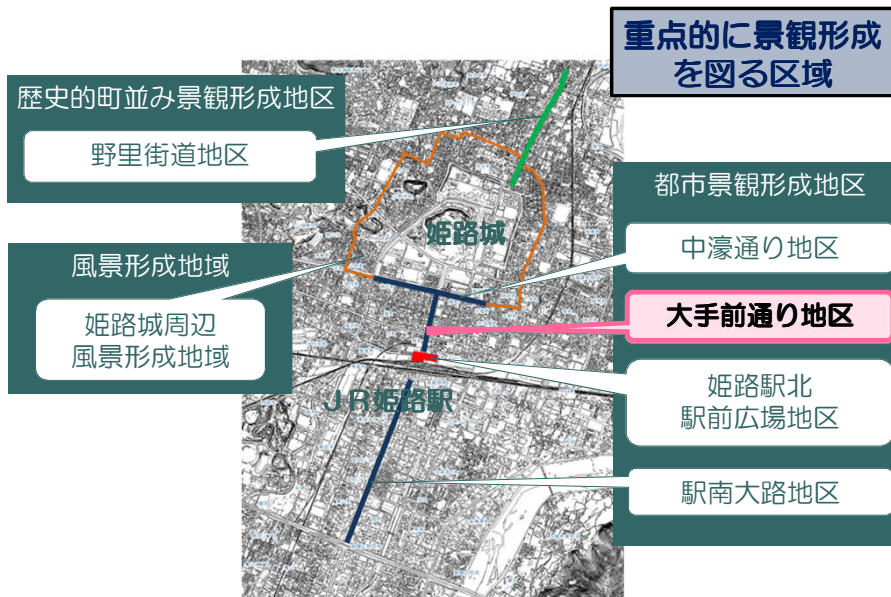 重点的に景観形成
を図る区域
歴史的町並み景観形成地区
野里街道地区
風景形成地域
姫路城周辺
風景形成地域
姫路城
ＪＲ姫路駅
都市景観形成地区
中濠通り地区
大手前通り地区
姫路駅北
駅前広場地区
駅南大路地区